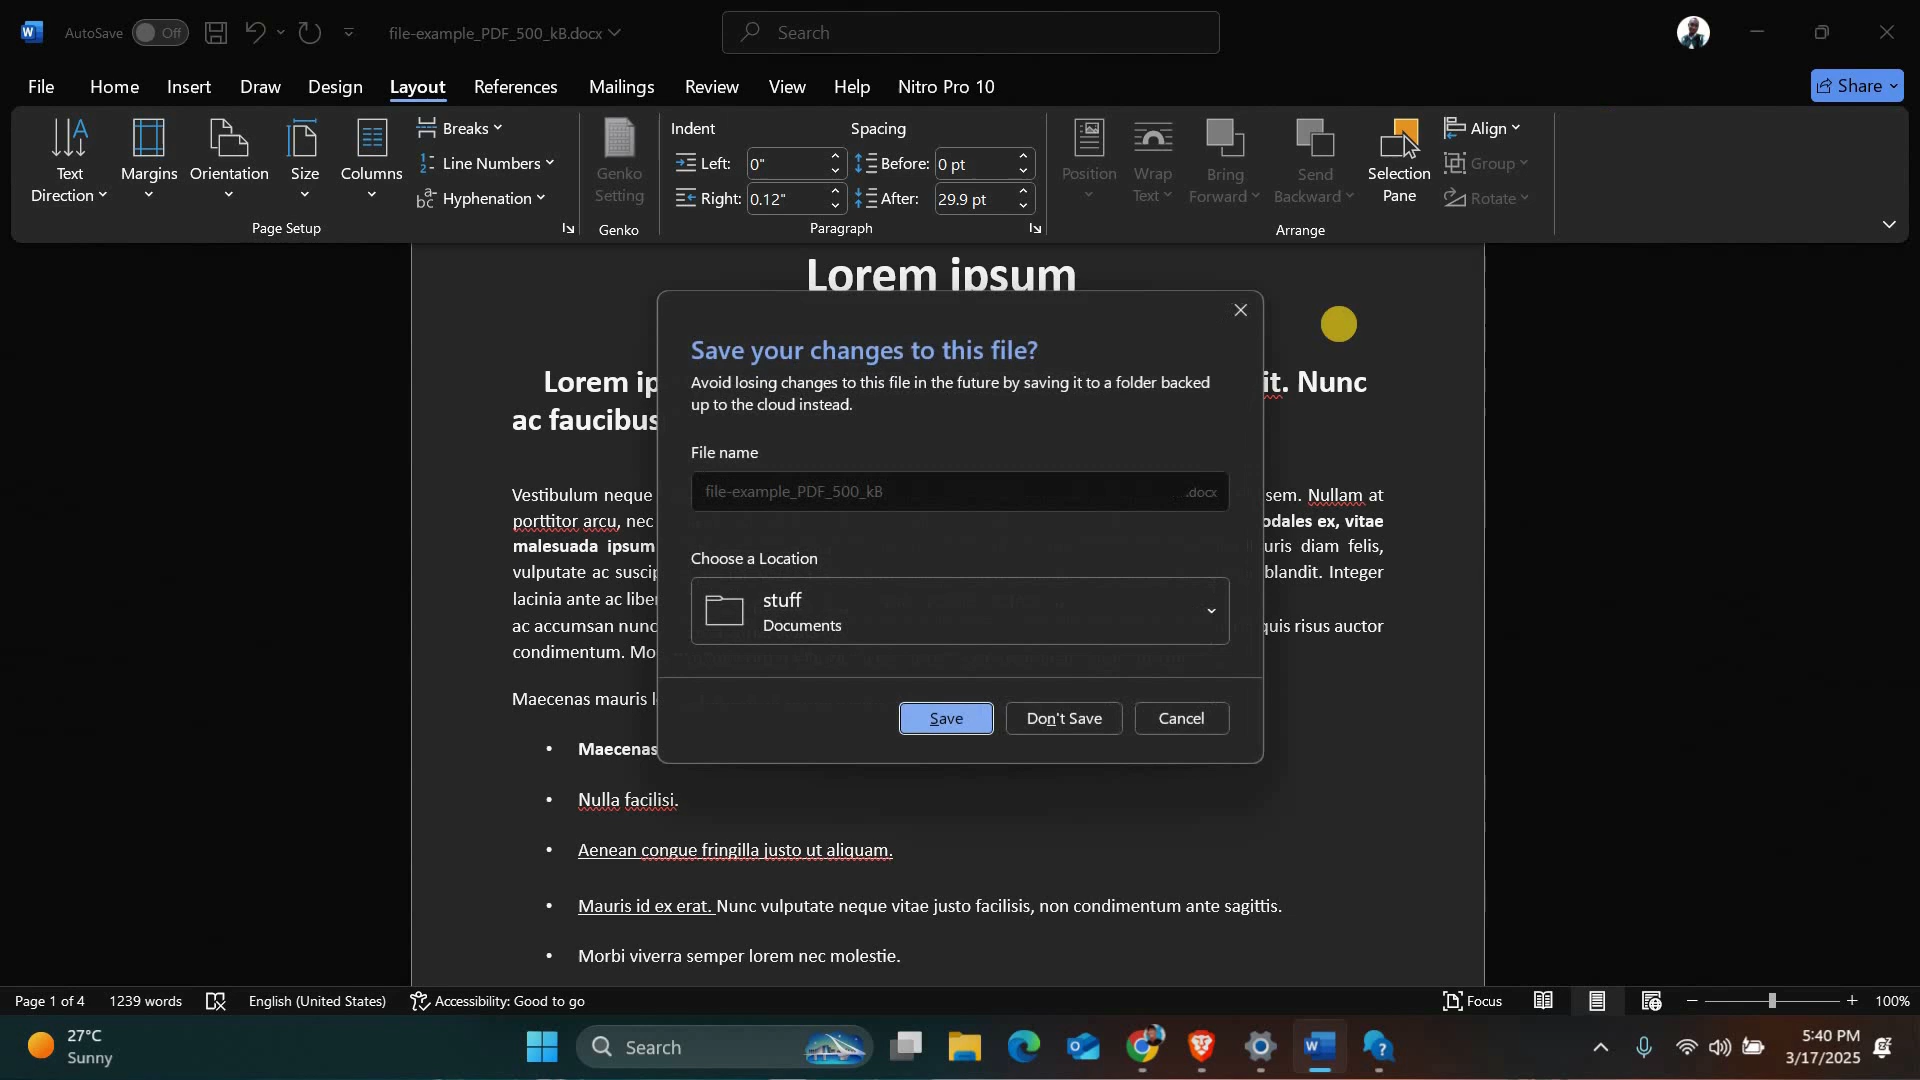 AutoSave Off file-example_PDF_500_kB.docx Search
File Home Insert Draw Design Layout References Mailings Review View Help Nitro Pro 10 Share
Text Direction Margins Orientation Size Columns Breaks Line Numbers Hyphenation
Page Setup
Genko Setting
Genko
Indent Spacing
Left: 0" Before: 0 pt
Right: 0.12" After: 29.9 pt
Paragraph
Position Wrap Text Bring Forward Send Backward Selection Pane Align Group Rotate
Arrange
Lorem ipsum
Lorem ip
it. Nunc
ac faucibus
Vestibulum neque
sem. Nullam at
porttitor arcu, nec
odales ex, vitae
malesuada ipsum
uris diam felis,
vulputate ac suscip
blandit. Integer
lacinia ante ac libe
ac accumsan nunc
quis risus auctor
condimentum. Mo
Maecenas mauris l
• Maecenas
• Nulla facilisi.
• Aenean congue fringilla justo ut aliquam.
• Mauris id ex erat. Nunc vulputate neque vitae justo facilisis, non condimentum ante sagittis.
• Morbi viverra semper lorem nec molestie.
Save your changes to this file?
Avoid losing changes to this file in the future by saving it to a folder backed
up to the cloud instead.
File name
file-example_PDF_500_kB .docx
Choose a Location
stuff
Documents
Save Don't Save Cancel
Page 1 of 4 1239 words English (United States) Accessibility: Good to go Focus 100%
27°C
Sunny
Search
5:40 PM
3/17/2025